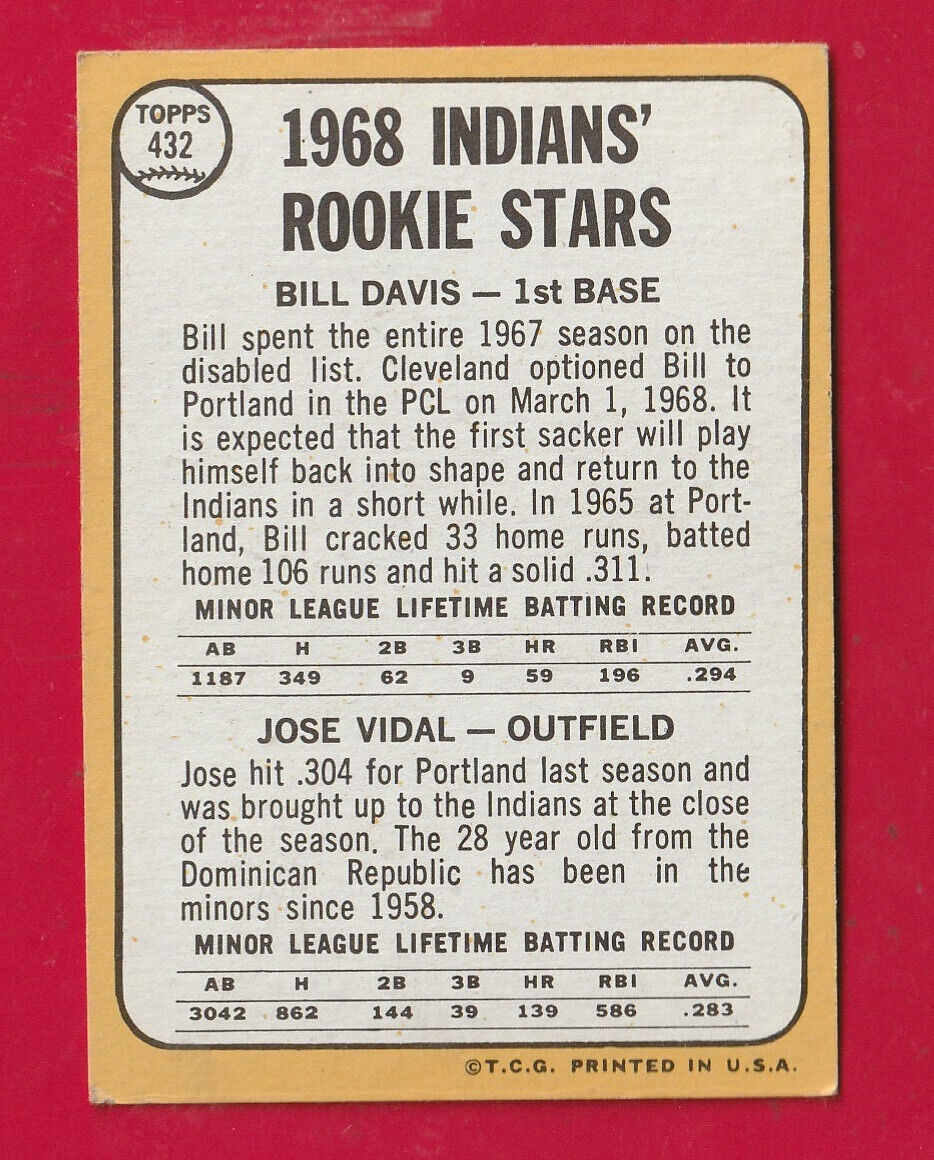 TOPPS
432
1968 INDIANS'
ROOKIE STARS
BILL DAVIS — 1st BASE
Bill spent the entire 1967 season on the
disabled list. Cleveland optioned Bill to
Portland in the PCL on March 1, 1968. It
is expected that the first sacker will play
himself back into shape and return to the
Indians in a short while. In 1965 at Port-
land, Bill cracked 33 home runs, batted
home 106 runs and hit a solid .311.
MINOR LEAGUE LIFETIME BATTING RECORD
AB H 2B 3B HR RBI AVG.
1187 349 62 9 59 196 .294
JOSE VIDAL — OUTFIELD
Jose hit .304 for Portland last season and
was brought up to the Indians at the close
of the season. The 28 year old from the
Dominican Republic has been in the
minors since 1958.
MINOR LEAGUE LIFETIME BATTING RECORD
AB H 2B 3B HR RBI AVG.
3042 862 144 39 139 586 .283
©T.C.G. PRINTED IN U.S.A.